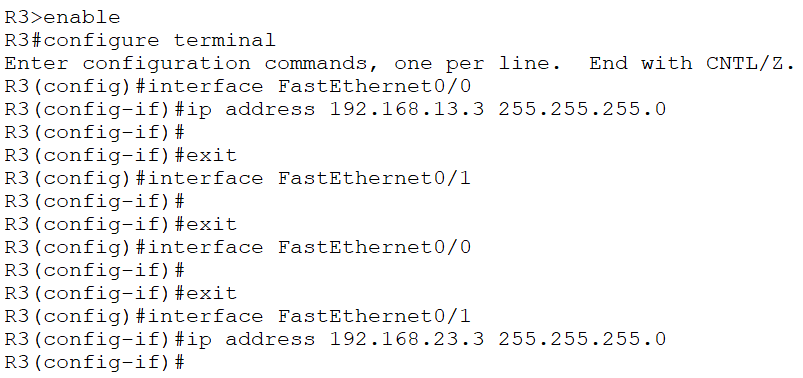 R3>enable
R3#configure terminal
Enter configuration commands, one per line.  End with CNTL/Z.
R3(config)#interface FastEthernet0/0
R3(config-if)#ip address 192.168.13.3 255.255.255.0
R3(config-if)#
R3(config-if)#exit
R3(config)#interface FastEthernet0/1
R3(config-if)#
R3(config-if)#exit
R3(config)#interface FastEthernet0/0
R3(config-if)#
R3(config-if)#exit
R3(config)#interface FastEthernet0/1
R3(config-if)#ip address 192.168.23.3 255.255.255.0
R3(config-if)#